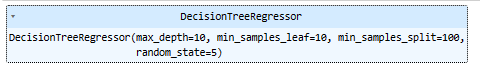 DecisionTreeRegressor
DecisionTreeRegressor(max_depth=10, min_samples_leaf=10, min_samples_split=100,
random_state=5)